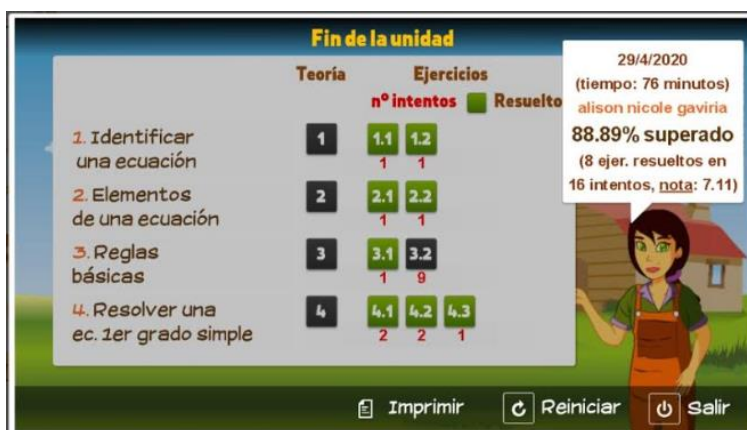 Fin de la unidad
Teoría Ejercicios
nº intentos Resuelto
1. Identificar una ecuación
1 1.1 1.2
1 1
2. Elementos de una ecuación
2 2.1 2.2
1 1
3. Reglas básicas
3 3.1 3.2
1 9
4. Resolver una ec. 1er grado simple
4 4.1 4.2 4.3
2 2 1
29/4/2020
(tiempo: 76 minutos)
alison nicole gaviria
88.89% superado
(8 ejer. resueltos en
16 intentos, nota: 7.11)
Imprimir Reiniciar Salir